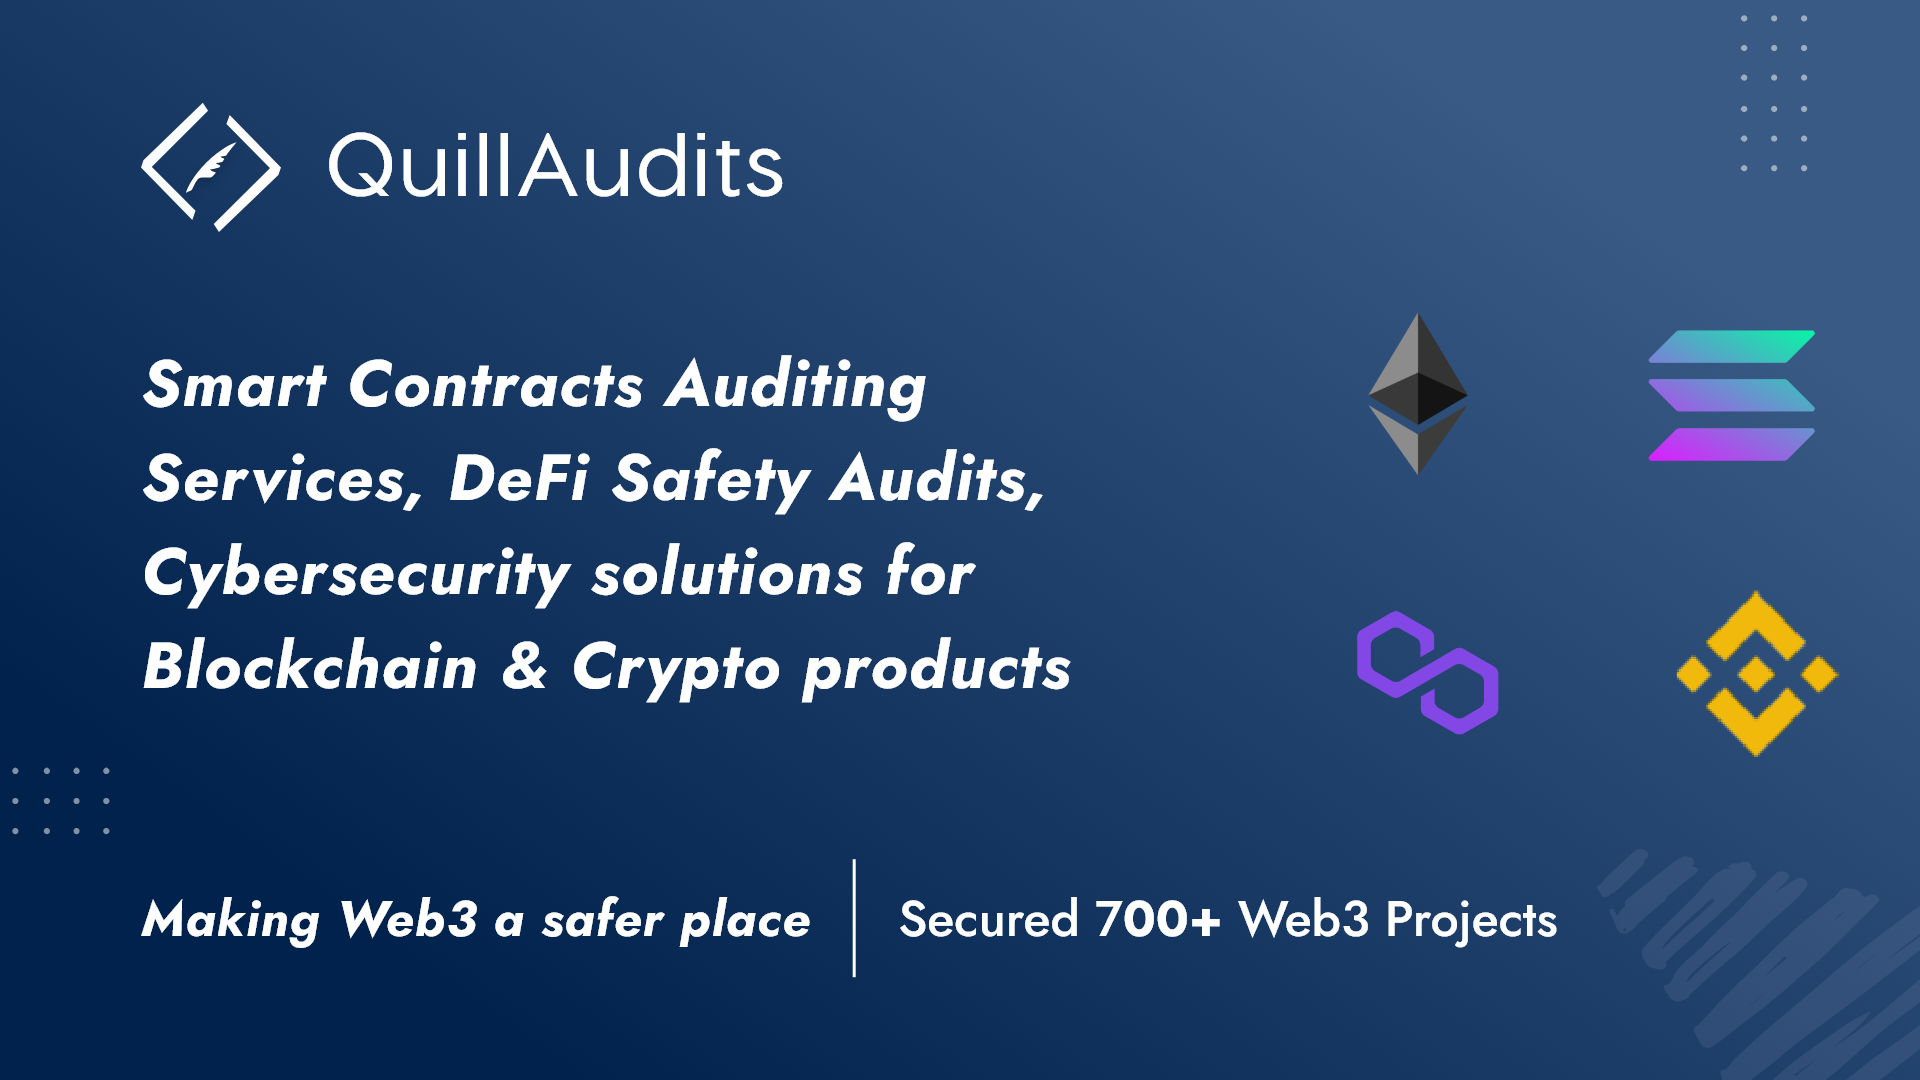 QuillAudits
Smart Contracts Auditing
Services, DeFi Safety Audits,
Cybersecurity solutions for
Blockchain & Crypto products
Making Web3 a safer place
Secured 700+ Web3 Projects